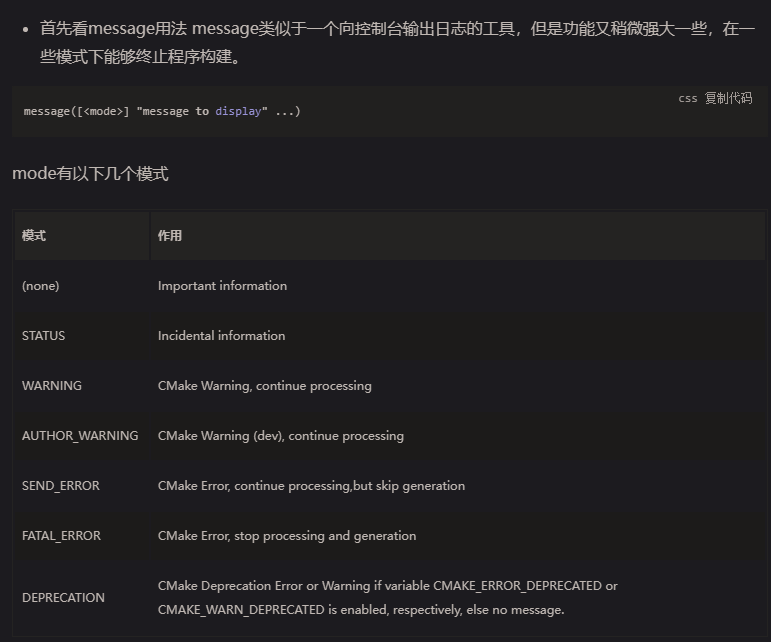 首先看message用法 message类似于一个向控制台输出日志的工具，但是功能又稍微强大一些，在一
些模式下能够终止程序构建。
css 复制代码
message([<mode>] "message to display" ...)
mode有以下几个模式
模式 作用
(none) Important information
STATUS Incidental information
WARNING CMake Warning, continue processing
AUTHOR_WARNING CMake Warning (dev), continue processing
SEND_ERROR CMake Error, continue processing,but skip generation
FATAL_ERROR CMake Error, stop processing and generation
DEPRECATION CMake Deprecation Error or Warning if variable CMAKE_ERROR_DEPRECATED or
CMAKE_WARN_DEPRECATED is enabled, respectively, else no message.